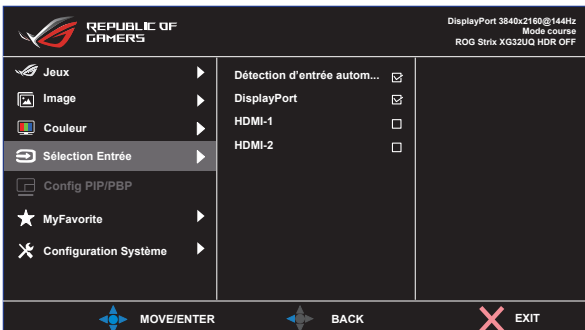 REPUBLIC OF
GAMERS
DisplayPort 3840x2160@144Hz
Mode course
ROG Strix XG32UQ HDR OFF
Jeux
Image
Couleur
Sélection Entrée
Config PIP/PBP
MyFavorite
Configuration Système
Détection d'entrée autom...
DisplayPort
HDMI-1
HDMI-2
MOVE/ENTER
BACK
EXIT